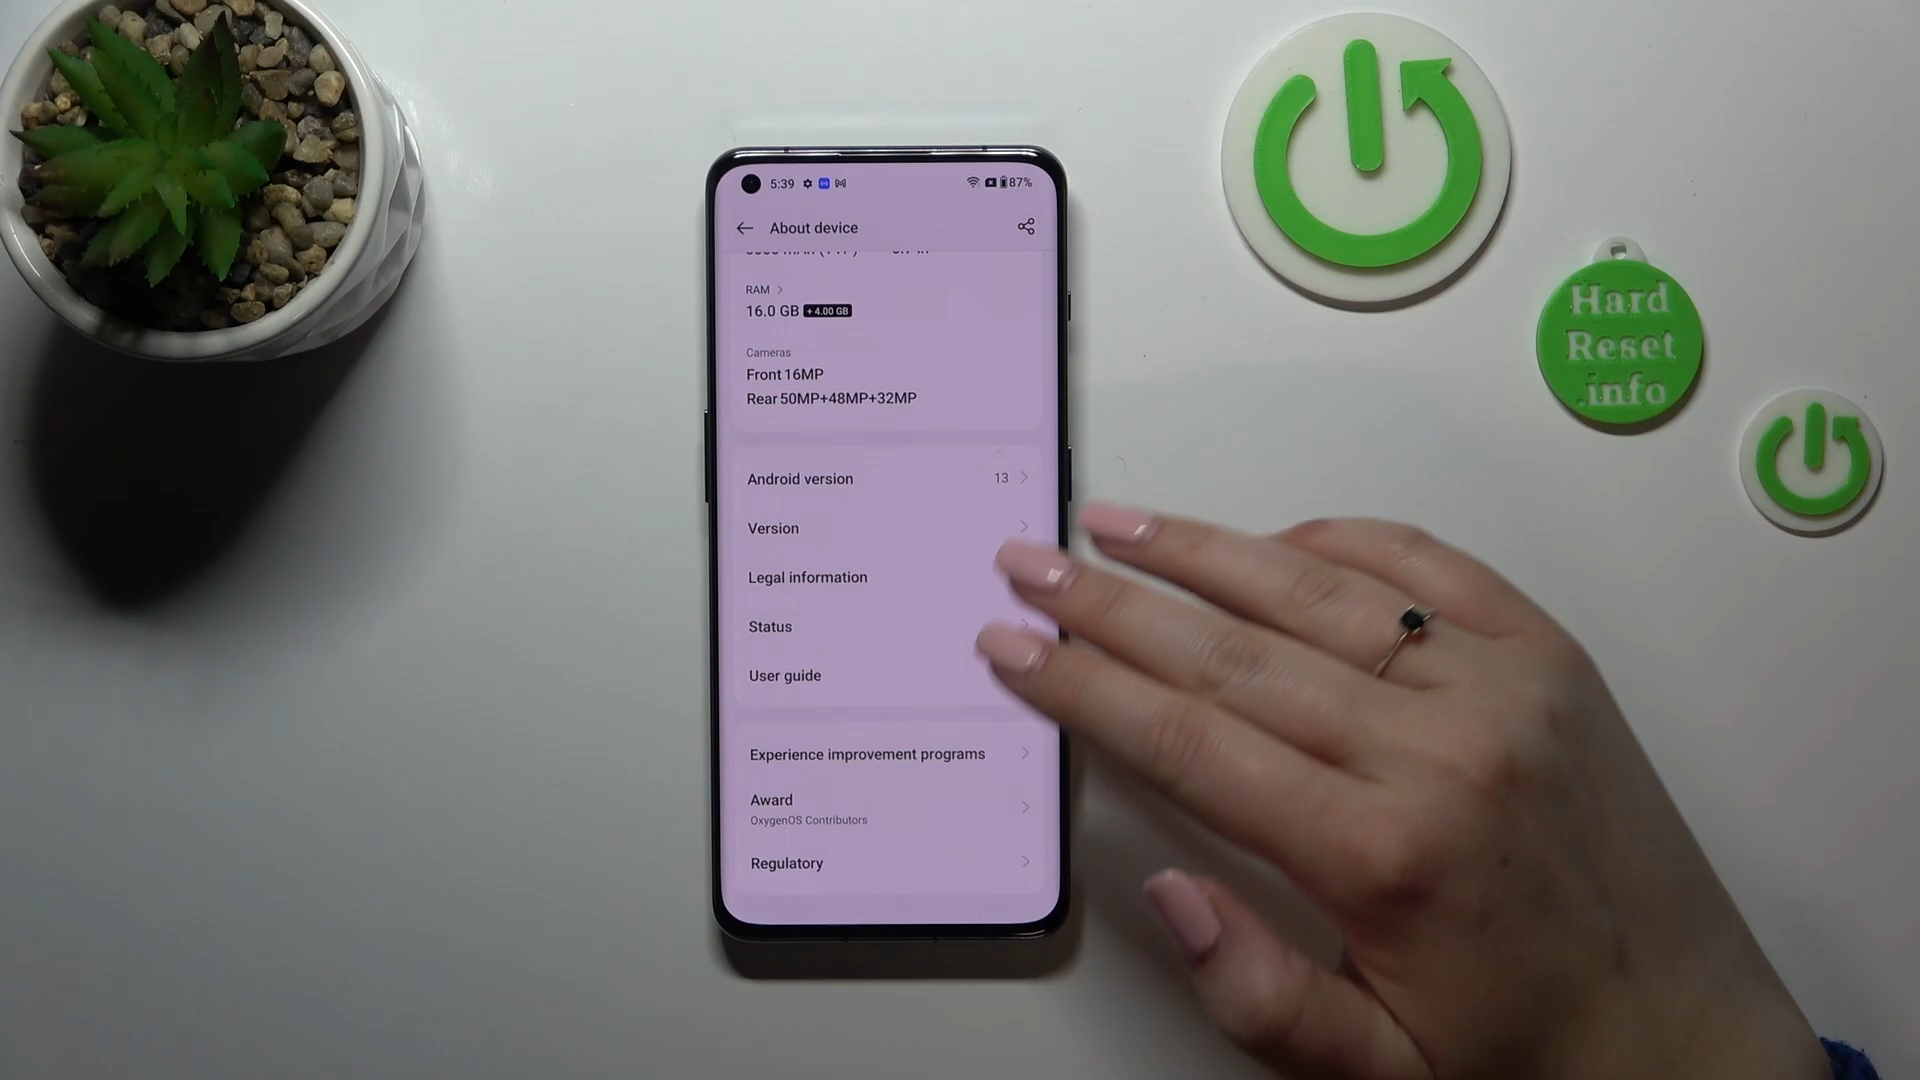 5:39
87%
About device
RAM
16.0 GB + 4.00 GB
Cameras
Front 16MP
Rear 50MP+48MP+32MP
Android version 13
Version
Legal information
Status
User guide
Experience improvement programs
Award
OxygenOS Contributors
Regulatory
Hard
Reset
.info